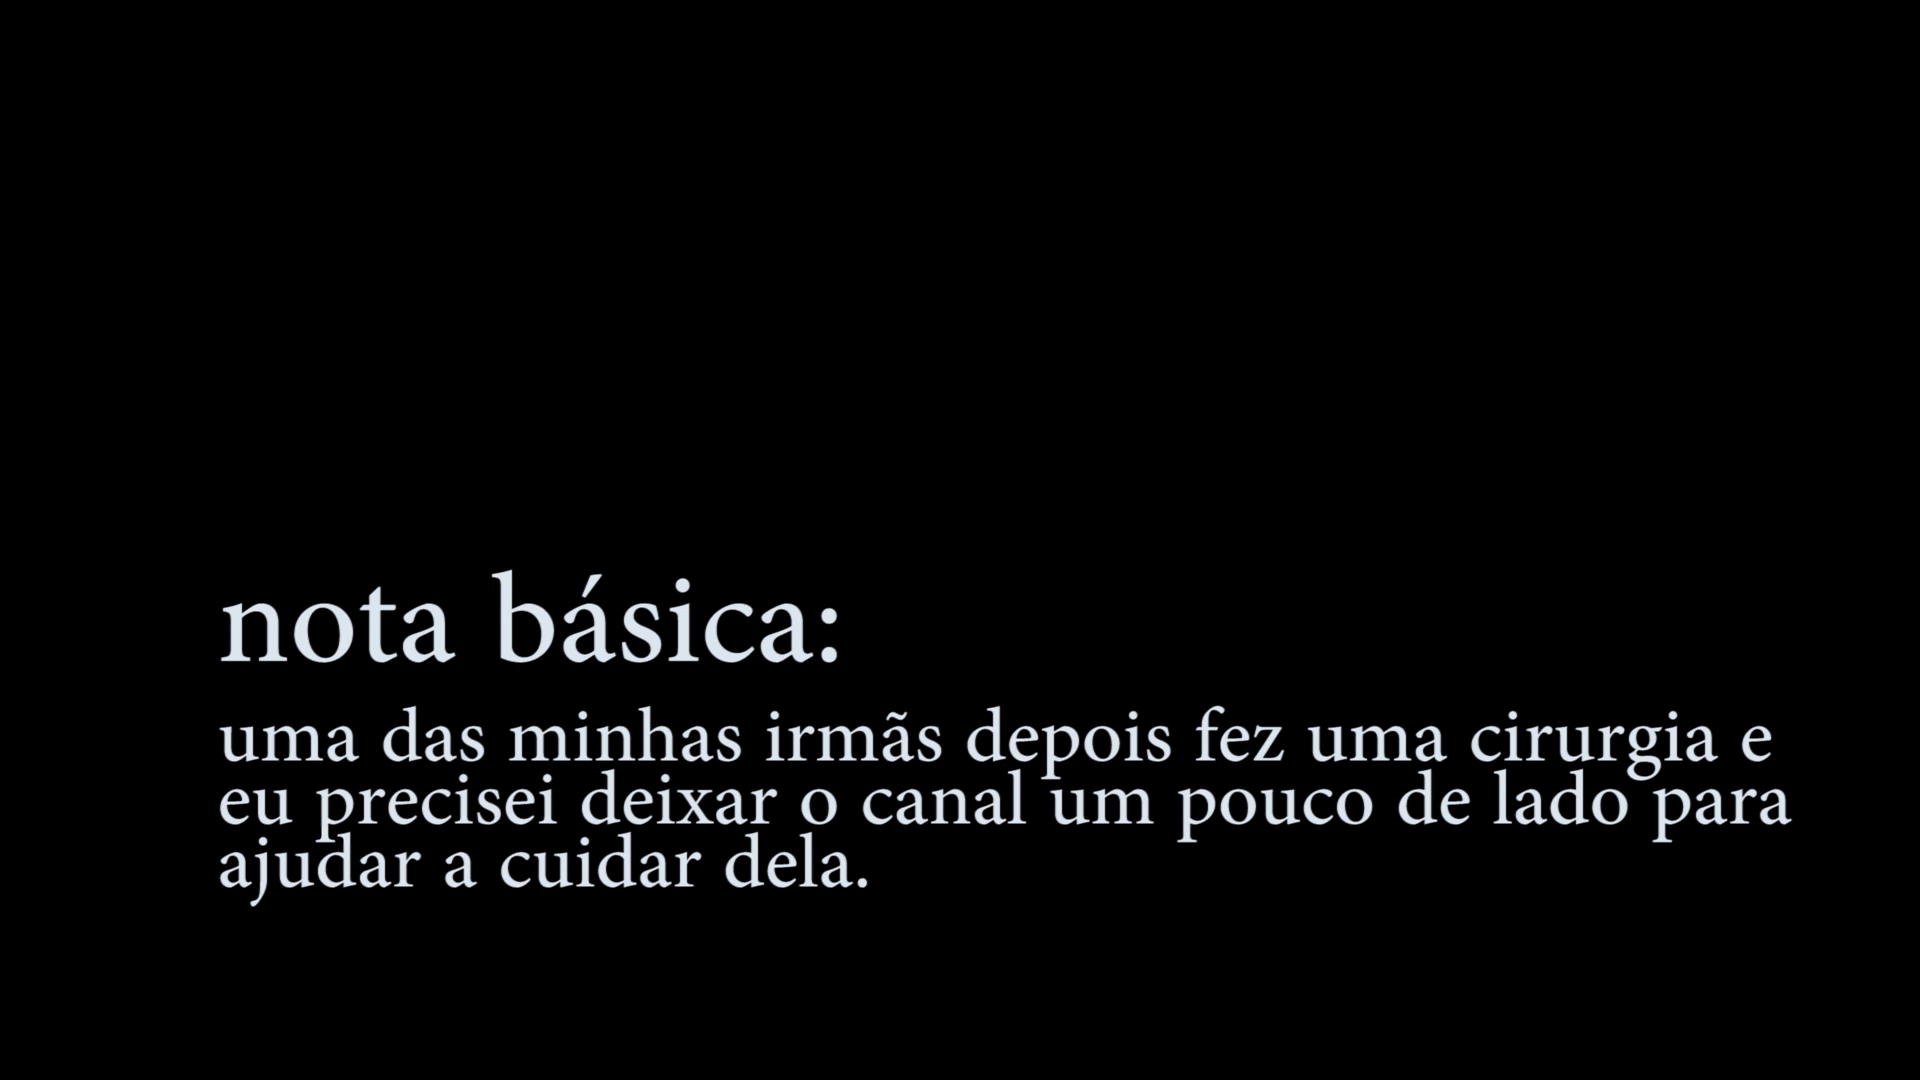 nota básica:
uma das minhas irmãs depois fez uma cirurgia e
eu precisei deixar o canal um pouco de lado para
ajudar a cuidar dela.